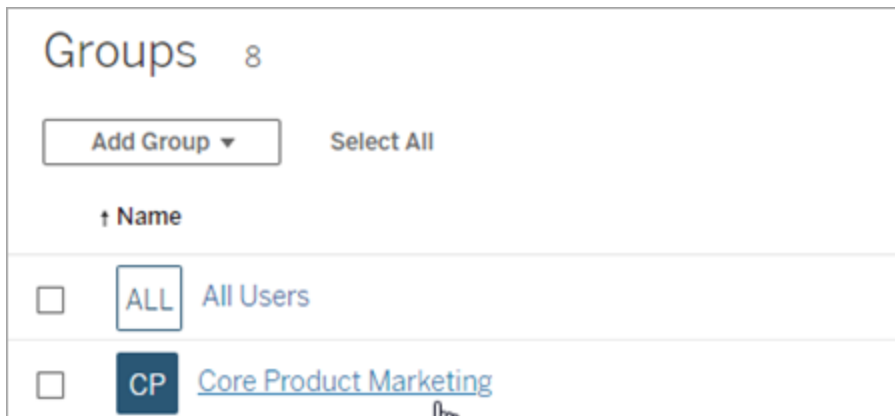 Groups 8
Add Group ▾ Select All
↑ Name
ALL All Users
CP Core Product Marketing